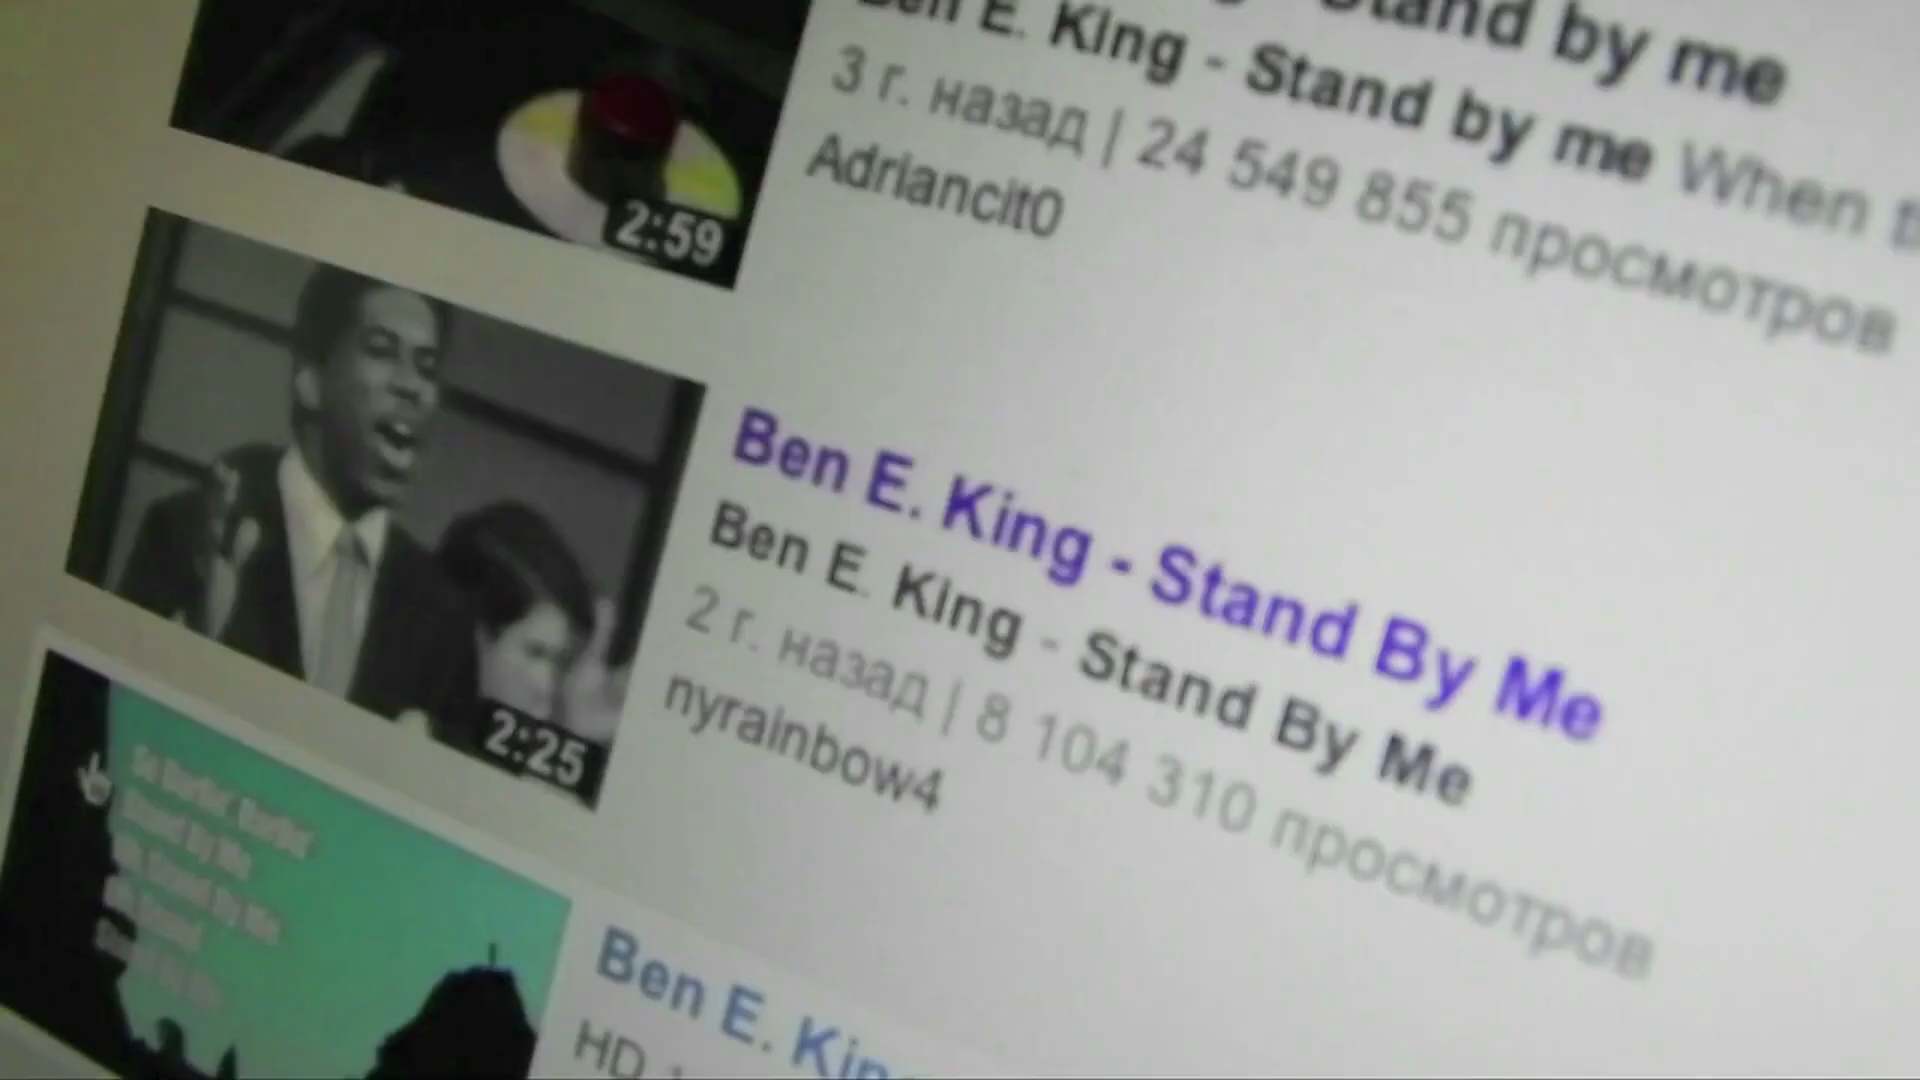 Stand by me
Ben E. King - Stand by me When
3 г. назад | 24 549 855 просмотров
Adriancit0
2:59
Ben E. King - Stand By Me
Ben E. King - Stand By Me
2 г. назад | 8 104 310 просмотров
nyrainbow4
2:25
Ben E.
HD